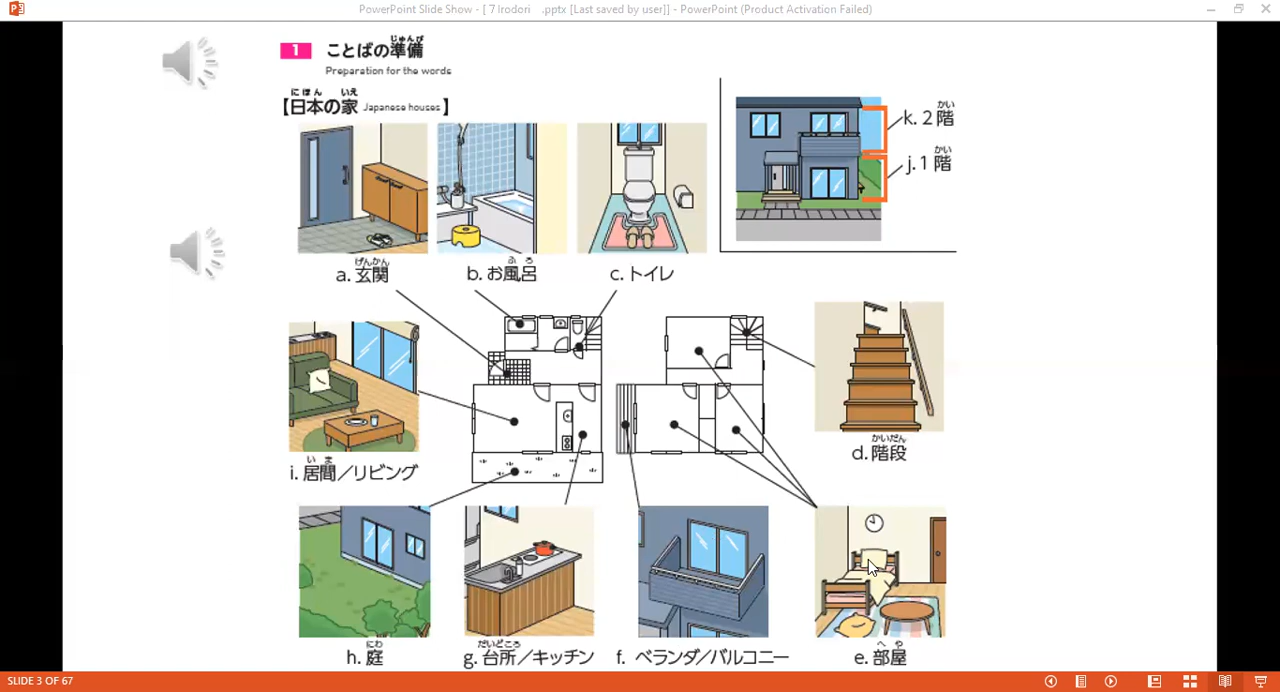 PowerPoint Slide Show - [ 7 Irodori .pptx [Last saved by user]] - PowerPoint (Product Activation Failed)
1 ことばの準備
じゅんび
Preparation for the words
にほん いえ
【日本の家 Japanese houses】
かい
k. 2階
かい
j. 1階
げんかん
a. 玄関
ふろ
b. お風呂
c. トイレ
かいだん
d. 階段
いま
i. 居間／リビング
にわ
h. 庭
だいどころ
g. 台所／キッチン
f. ベランダ/バルコニー
へや
e. 部屋
SLIDE 3 OF 67